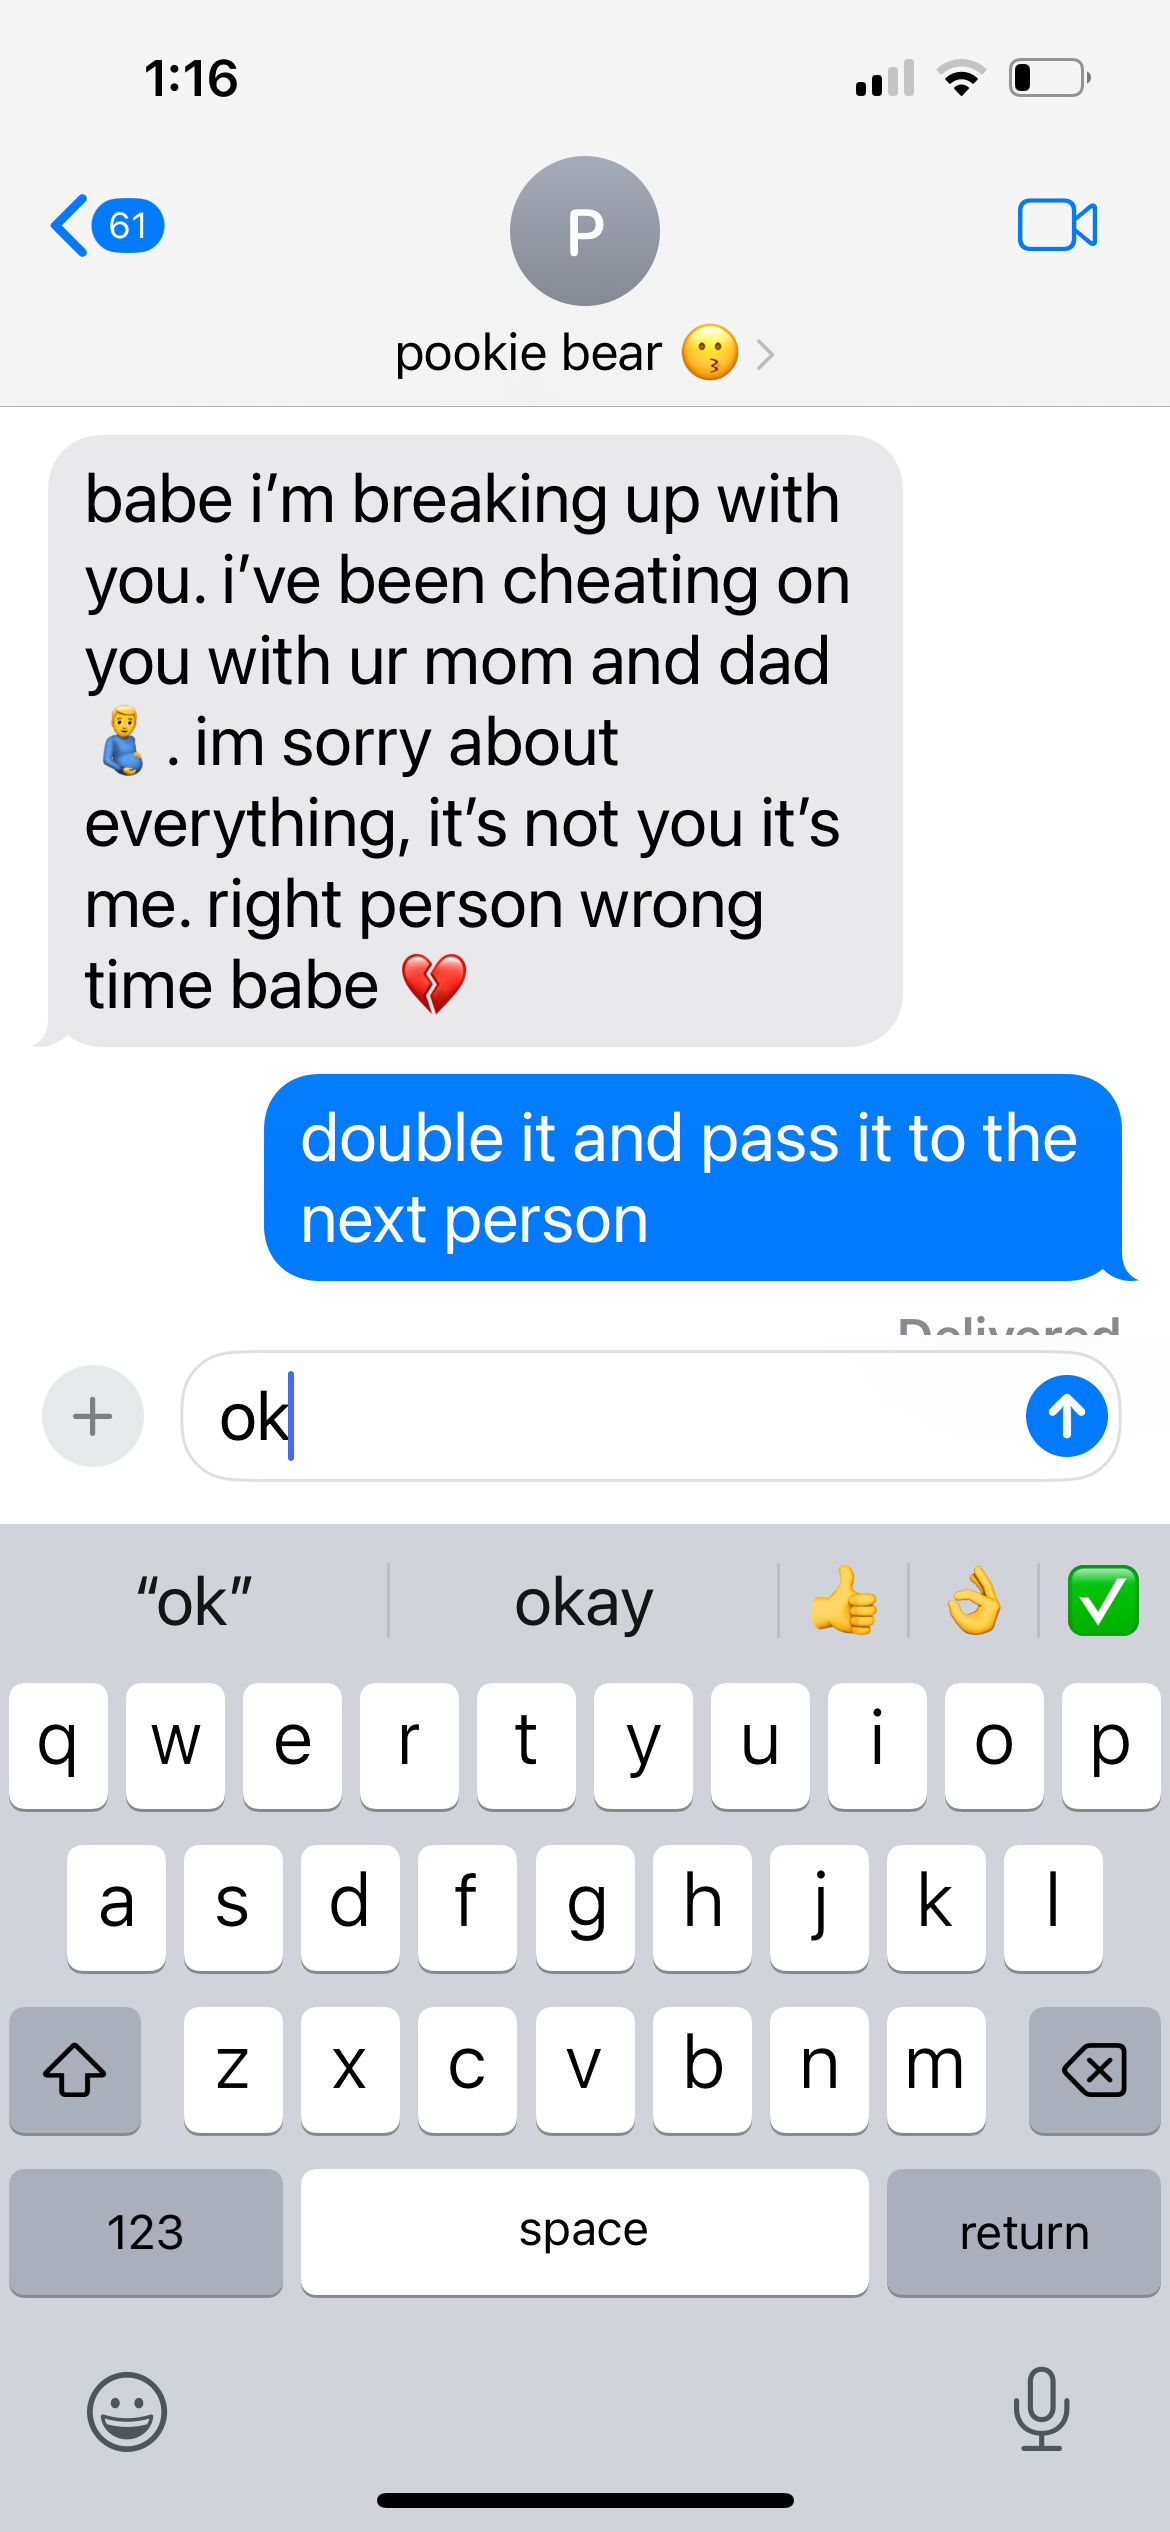 1:16
61
P
pookie bear 😗
babe i’m breaking up with
you. i’ve been cheating on
you with ur mom and dad
🫃. im sorry about
everything, it’s not you it’s
me. right person wrong
time babe 💔
double it and pass it to the
next person
Delivered
ok
“ok” okay 👍 👌 ✅
q w e r t y u i o p
a s d f g h j k l
z x c v b n m
123 space return